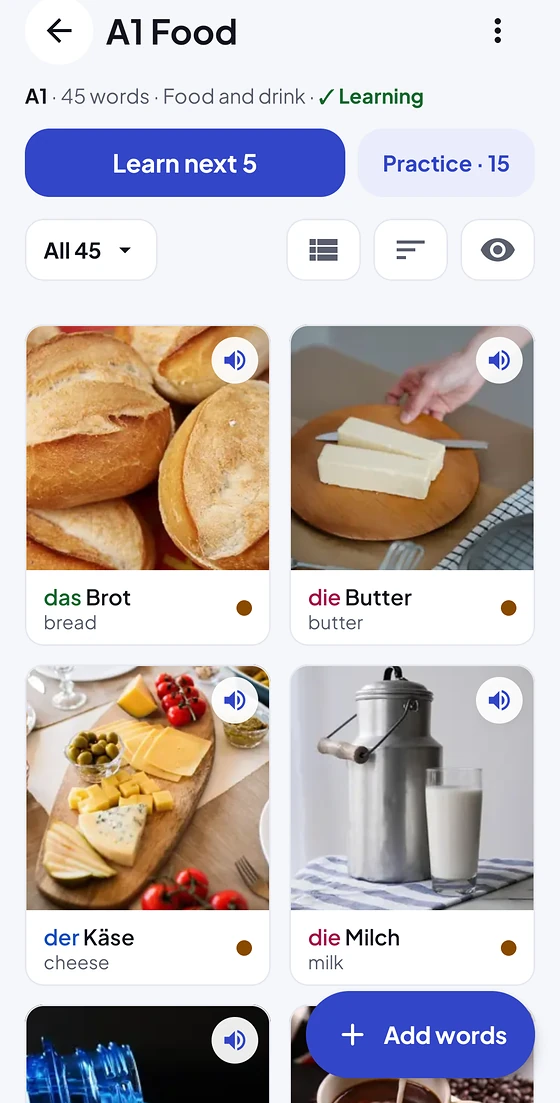 A1 Food
A1 · 45 words · Food and drink · ✓ Learning
Learn next 5
Practice · 15
All 45
das Brot
bread
die Butter
butter
der Käse
cheese
die Milch
milk
+ Add words